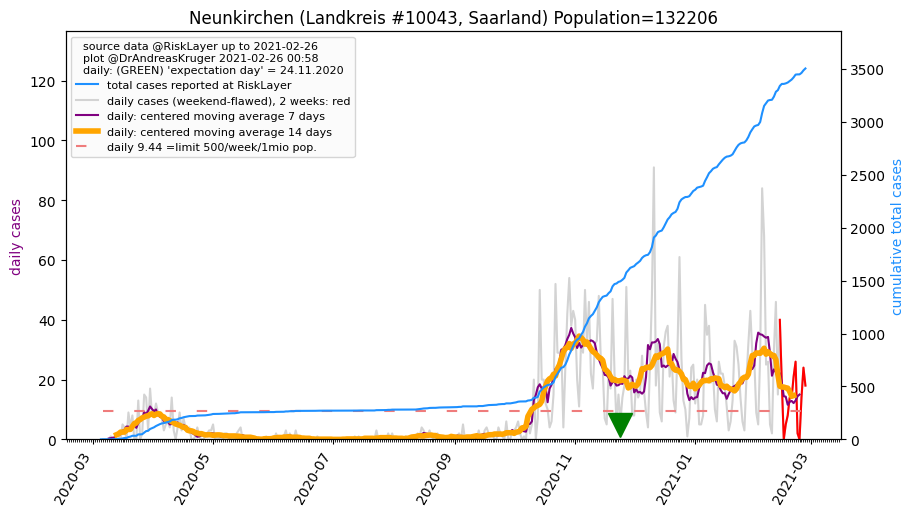 Neunkirchen (Landkreis #10043, Saarland) Population=132206
source data @RiskLayer up to 2021-02-26
plot @DrAndreasKruger 2021-02-26 00:58
daily: (GREEN) 'expectation day' = 24.11.2020
total cases reported at RiskLayer
daily cases (weekend-flawed), 2 weeks: red
daily: centered moving average 7 days
daily: centered moving average 14 days
daily 9.44 =limit 500/week/1mio pop.
daily cases
120
100
80
60
40
20
0
3500
3000
2500
2000
1500
1000
500
0
cumulative total cases
2020-03
2020-05
2020-07
2020-09
2020-11
2021-01
2021-03